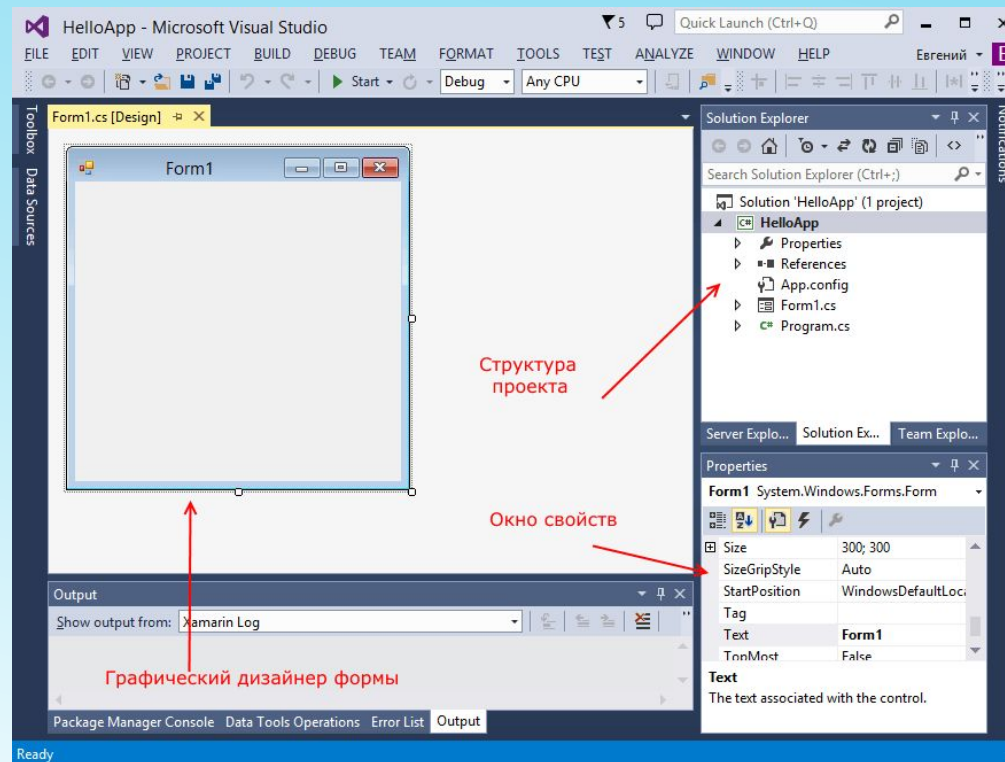 HelloApp - Microsoft Visual Studio
5
Quick Launch (Ctrl+Q)
FILE EDIT VIEW PROJECT BUILD DEBUG TEAM FORMAT TOOLS TEST ANALYZE WINDOW HELP Евгений
Start Debug Any CPU
Toolbox
Data Sources
Form1.cs [Design]
Form1
Структура
проекта
Окно свойств
Графический дизайнер формы
Output
Show output from: Xamarin Log
Package Manager Console Data Tools Operations Error List Output
Solution Explorer
Search Solution Explorer (Ctrl+;)
Solution 'HelloApp' (1 project)
C# HelloApp
Properties
References
App.config
Form1.cs
C# Program.cs
Server Explo... Solution Ex... Team Explo...
Properties
Form1 System.Windows.Forms.Form
Size 300; 300
SizeGripStyle Auto
StartPosition
Tag
Text Form1
TopMost False
Text
The text associated with the control.
Notifications
Ready